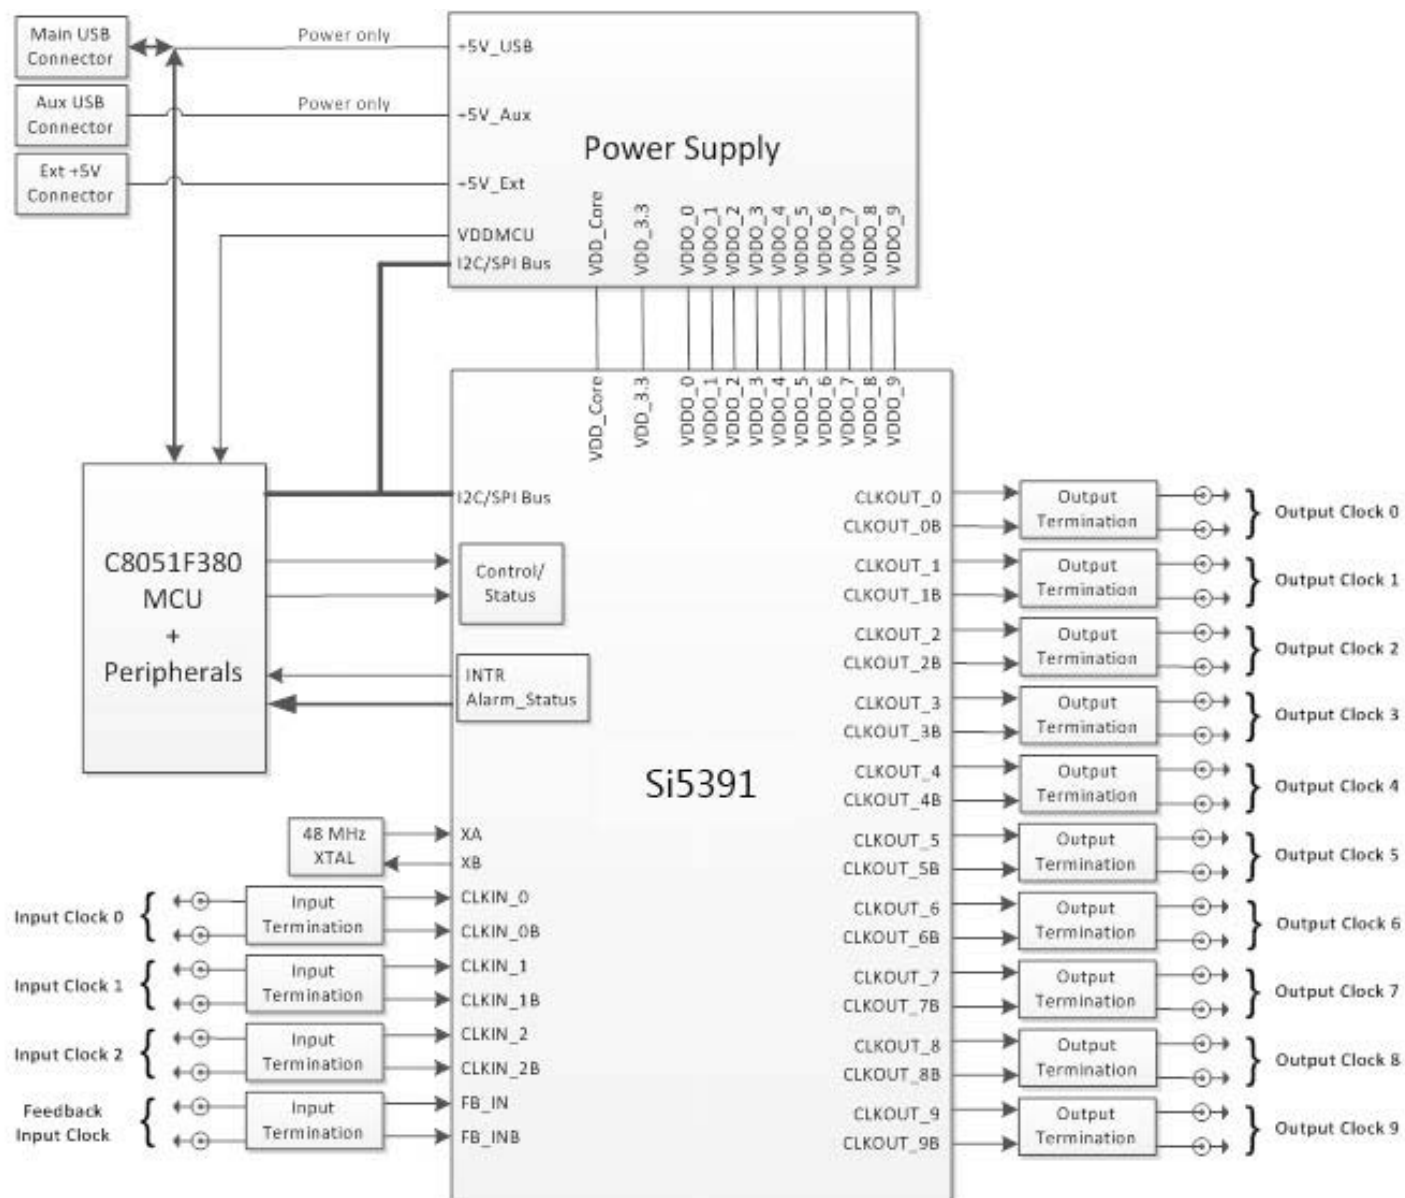 Main USB
Connector
Power only
+5V_USB
Aux USB
Connector
Power only
+5V_Aux
Ext +5V
Connector
+5V_Ext
Power Supply
VDDMCU
I2C/SPI Bus
VDD_Core
VDD_3.3
VDDO_0
VDDO_1
VDDO_2
VDDO_3
VDDO_4
VDDO_5
VDDO_6
VDDO_7
VDDO_8
VDDO_9
VDD_Core
VDD_3.3
VDDO_0
VDDO_1
VDDO_2
VDDO_3
VDDO_4
VDDO_5
VDDO_6
VDDO_7
VDDO_8
VDDO_9
C8051F380
MCU
+
Peripherals
I2C/SPI Bus
Control/
Status
INTR
Alarm_Status
Si5391
48 MHz
XTAL
XA
XB
Input Clock 0
Input
Termination
CLKIN_0
CLKIN_0B
Input Clock 1
Input
Termination
CLKIN_1
CLKIN_1B
Input Clock 2
Input
Termination
CLKIN_2
CLKIN_2B
Feedback
Input Clock
Input
Termination
FB_IN
FB_INB
CLKOUT_0
CLKOUT_0B
Output
Termination
Output Clock 0
CLKOUT_1
CLKOUT_1B
Output
Termination
Output Clock 1
CLKOUT_2
CLKOUT_2B
Output
Termination
Output Clock 2
CLKOUT_3
CLKOUT_3B
Output
Termination
Output Clock 3
CLKOUT_4
CLKOUT_4B
Output
Termination
Output Clock 4
CLKOUT_5
CLKOUT_5B
Output
Termination
Output Clock 5
CLKOUT_6
CLKOUT_6B
Output
Termination
Output Clock 6
CLKOUT_7
CLKOUT_7B
Output
Termination
Output Clock 7
CLKOUT_8
CLKOUT_8B
Output
Termination
Output Clock 8
CLKOUT_9
CLKOUT_9B
Output
Termination
Output Clock 9